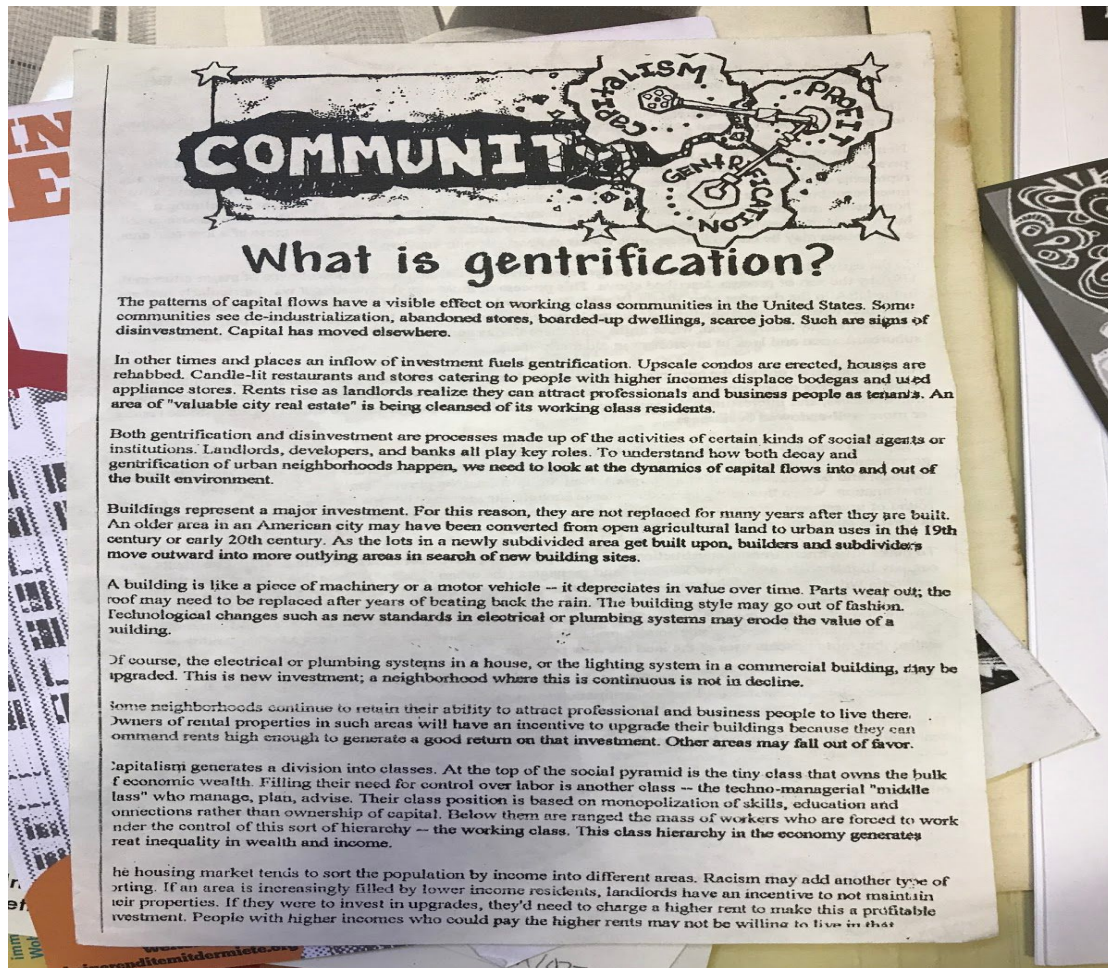 COMMUNIT
CAPITALISM
PROFIT
GENTRIFICATION
What is gentrification?
The patterns of capital flows have a visible effect on working class communities in the United States. Some
communities see de-industrialization, abandoned stores, boarded-up dwellings, scarce jobs. Such are signs of
disinvestment. Capital has moved elsewhere.
In other times and places an inflow of investment fuels gentrification. Upscale condos are erected, houses are
rehabbed. Candle-lit restaurants and stores catering to people with higher incomes displace bodegas and used
appliance stores. Rents rise as landlords realize they can attract professionals and business people as tenants. An
area of "valuable city real estate" is being cleansed of its working class residents.
Both gentrification and disinvestment are processes made up of the activities of certain kinds of social agents or
institutions. Landlords, developers, and banks all play key roles. To understand how both decay and
gentrification of urban neighborhoods happen, we need to look at the dynamics of capital flows into and out of
the built environment.
Buildings represent a major investment. For this reason, they are not replaced for many years after they are built.
An older area in an American city may have been converted from open agricultural land to urban uses in the 19th
century or early 20th century. As the lots in a newly subdivided area get built upon, builders and subdividers
move outward into more outlying areas in search of new building sites.
A building is like a piece of machinery or a motor vehicle -- it depreciates in value over time. Parts wear out; the
roof may need to be replaced after years of beating back the rain. The building style may go out of fashion.
Technological changes such as new standards in electrical or plumbing systems may erode the value of a
building.
Of course, the electrical or plumbing systems in a house, or the lighting system in a commercial building, may be
upgraded. This is new investment; a neighborhood where this is continuous is not in decline.
Some neighborhoods continue to retain their ability to attract professional and business people to live there.
Owners of rental properties in such areas will have an incentive to upgrade their buildings because they can
ommand rents high enough to generate a good return on that investment. Other areas may fall out of favor.
Capitalism generates a division into classes. At the top of the social pyramid is the tiny class that owns the bulk
f economic wealth. Filling their need for control over labor is another class -- the techno-managerial "middle
lass" who manage, plan, advise. Their class position is based on monopolization of skills, education and
onnections rather than ownership of capital. Below them are ranged the mass of workers who are forced to work
nder the control of this sort of hierarchy -- the working class. This class hierarchy in the economy generates
reat inequality in wealth and income.
he housing market tends to sort the population by income into different areas. Racism may add another type of
orting. If an area is increasingly filled by lower income residents, landlords have an incentive to not maintain
eir properties. If they were to invest in upgrades, they'd need to charge a higher rent to make this a profitable
nvestment. People with higher incomes who could pay the higher rents may not be willing to live in that
IN
E